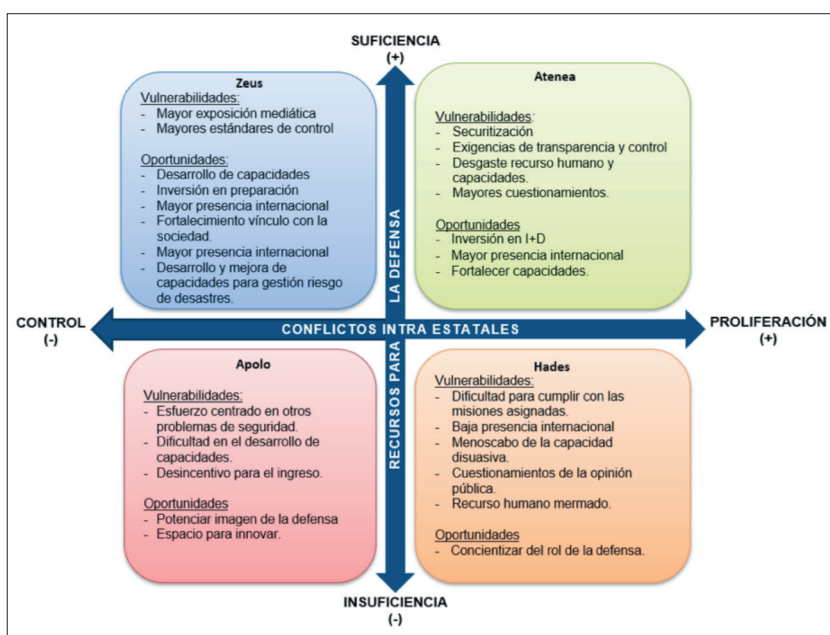 SUFICIENCIA
(+)
Zeus
Vulnerabilidades:
- Mayor exposición mediática
- Mayores estándares de control
Oportunidades:
- Desarrollo de capacidades
- Inversión en preparación
- Mayor presencia internacional
- Fortalecimiento vínculo con la
sociedad.
- Mayor presencia internacional
- Desarrollo y mejora de
capacidades para gestión riesgo
de desastres.
Atenea
Vulnerabilidades:
- Securitización
- Exigencias de transparencia y control
- Desgaste recurso humano y
capacidades.
- Mayores cuestionamientos.
Oportunidades
- Inversión en I+D
- Mayor presencia internacional
- Fortalecer capacidades.
CONTROL
(-)
CONFLICTOS INTRA ESTATALES
PROLIFERACIÓN
(+)
RECURSOS PARA LA DEFENSA
Apolo
Vulnerabilidades:
- Esfuerzo centrado en otros
problemas de seguridad.
- Dificultad en el desarrollo de
capacidades.
- Desincentivo para el ingreso.
Oportunidades
- Potenciar imagen de la defensa
- Espacio para innovar.
Hades
Vulnerabilidades:
- Dificultad para cumplir con las
misiones asignadas.
- Baja presencia internacional
- Menoscabo de la capacidad
disuasiva.
- Cuestionamientos de la opinión
pública.
- Recurso humano mermado.
Oportunidades
- Concientizar del rol de la defensa.
INSUFICIENCIA
(-)